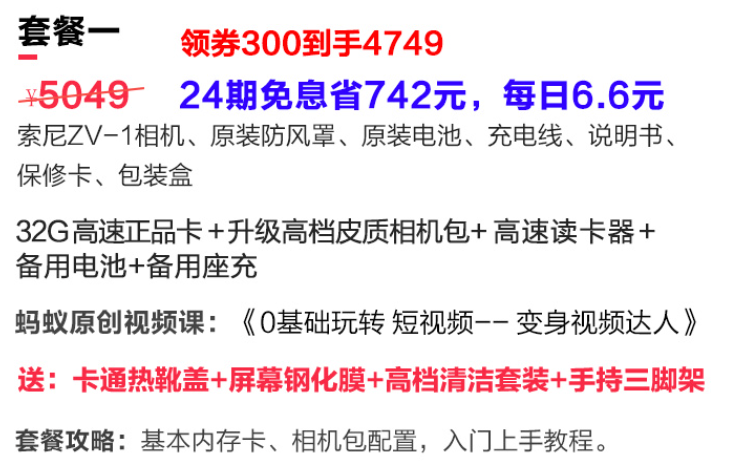 套餐一
领券300到手4749
¥5049
24期免息省742元，每日6.6元
索尼ZV-1相机、原装防风罩、原装电池、充电线、说明书、
保修卡、包装盒
32G高速正品卡+升级高档皮质相机包+ 高速读卡器+
备用电池+备用座充
蚂蚁原创视频课：《0基础玩转 短视频-- 变身视频达人》
送：卡通热靴盖+屏幕钢化膜+高档清洁套装+手持三脚架
套餐攻略：基本内存卡、相机包配置，入门上手教程。